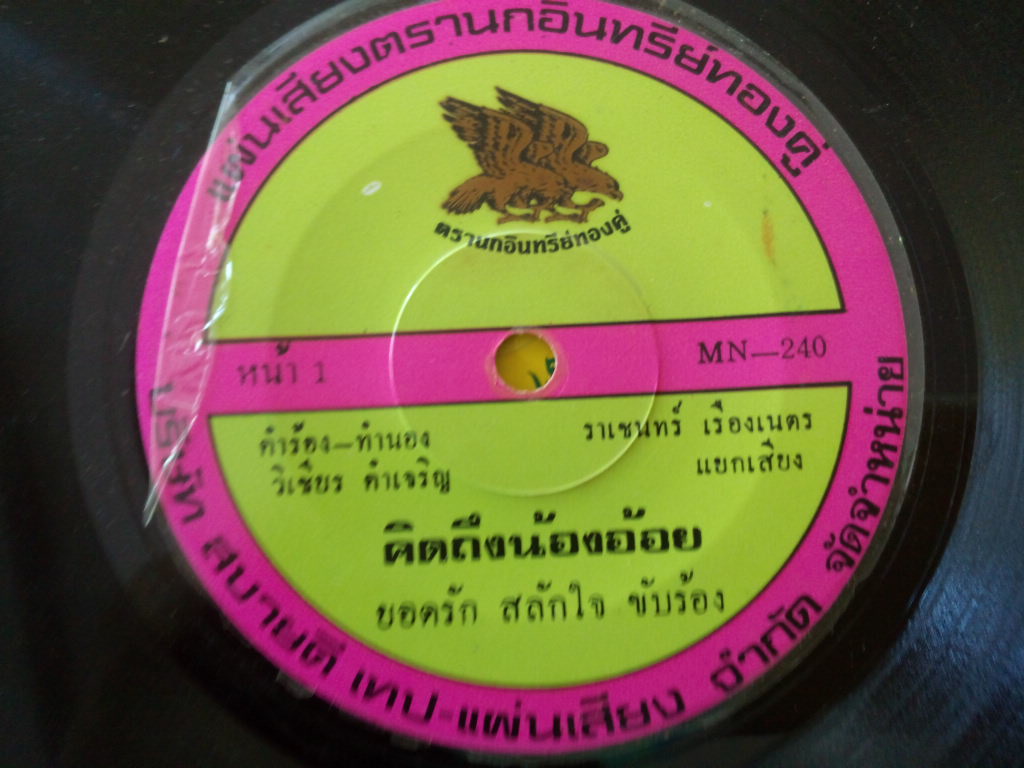 แผ่นเสียงตรานกอินทรีย์ทองคู่
ตรานกอินทรีย์ทองคู่
หน้า 1
MN—240
คำร้อง—ทำนอง
วิเชียร คำเจริญ
ราเชนทร์ เรืองเนตร
แยกเสียง
คิดถึงน้องอ้อย
ยอดรัก สลักใจ ขับร้อง
บริษัท สบายดี เทป-แผ่นเสียง จำกัด จัดจำหน่าย